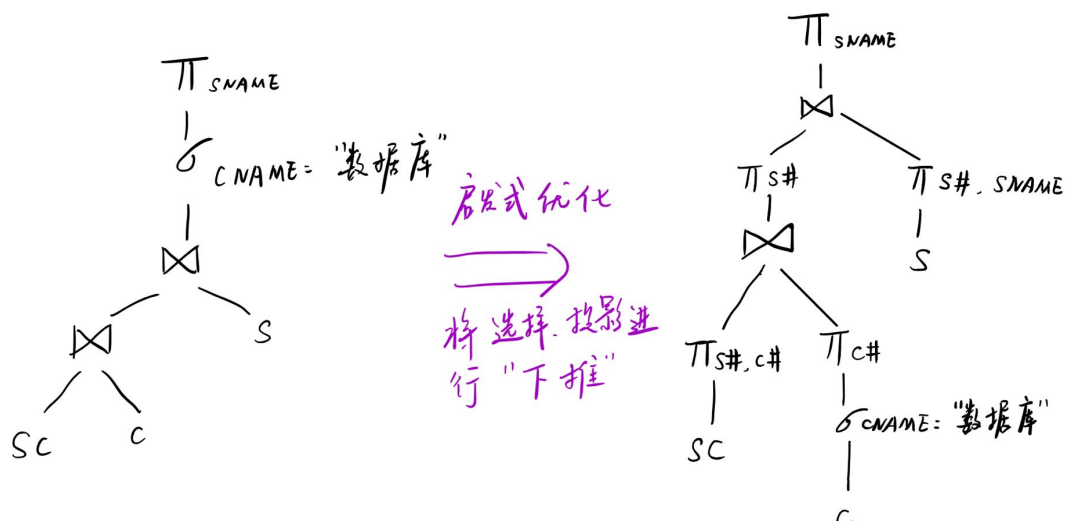 π SNAME
σ CNAME = "数据库"
⋈
⋈
S
SC
C
启发式优化
将选择、投影进
行"下推"
π SNAME
⋈
π S#
π S#, SNAME
⋈
S
π S#, C#
π C#
SC
σ CNAME = "数据库"
C